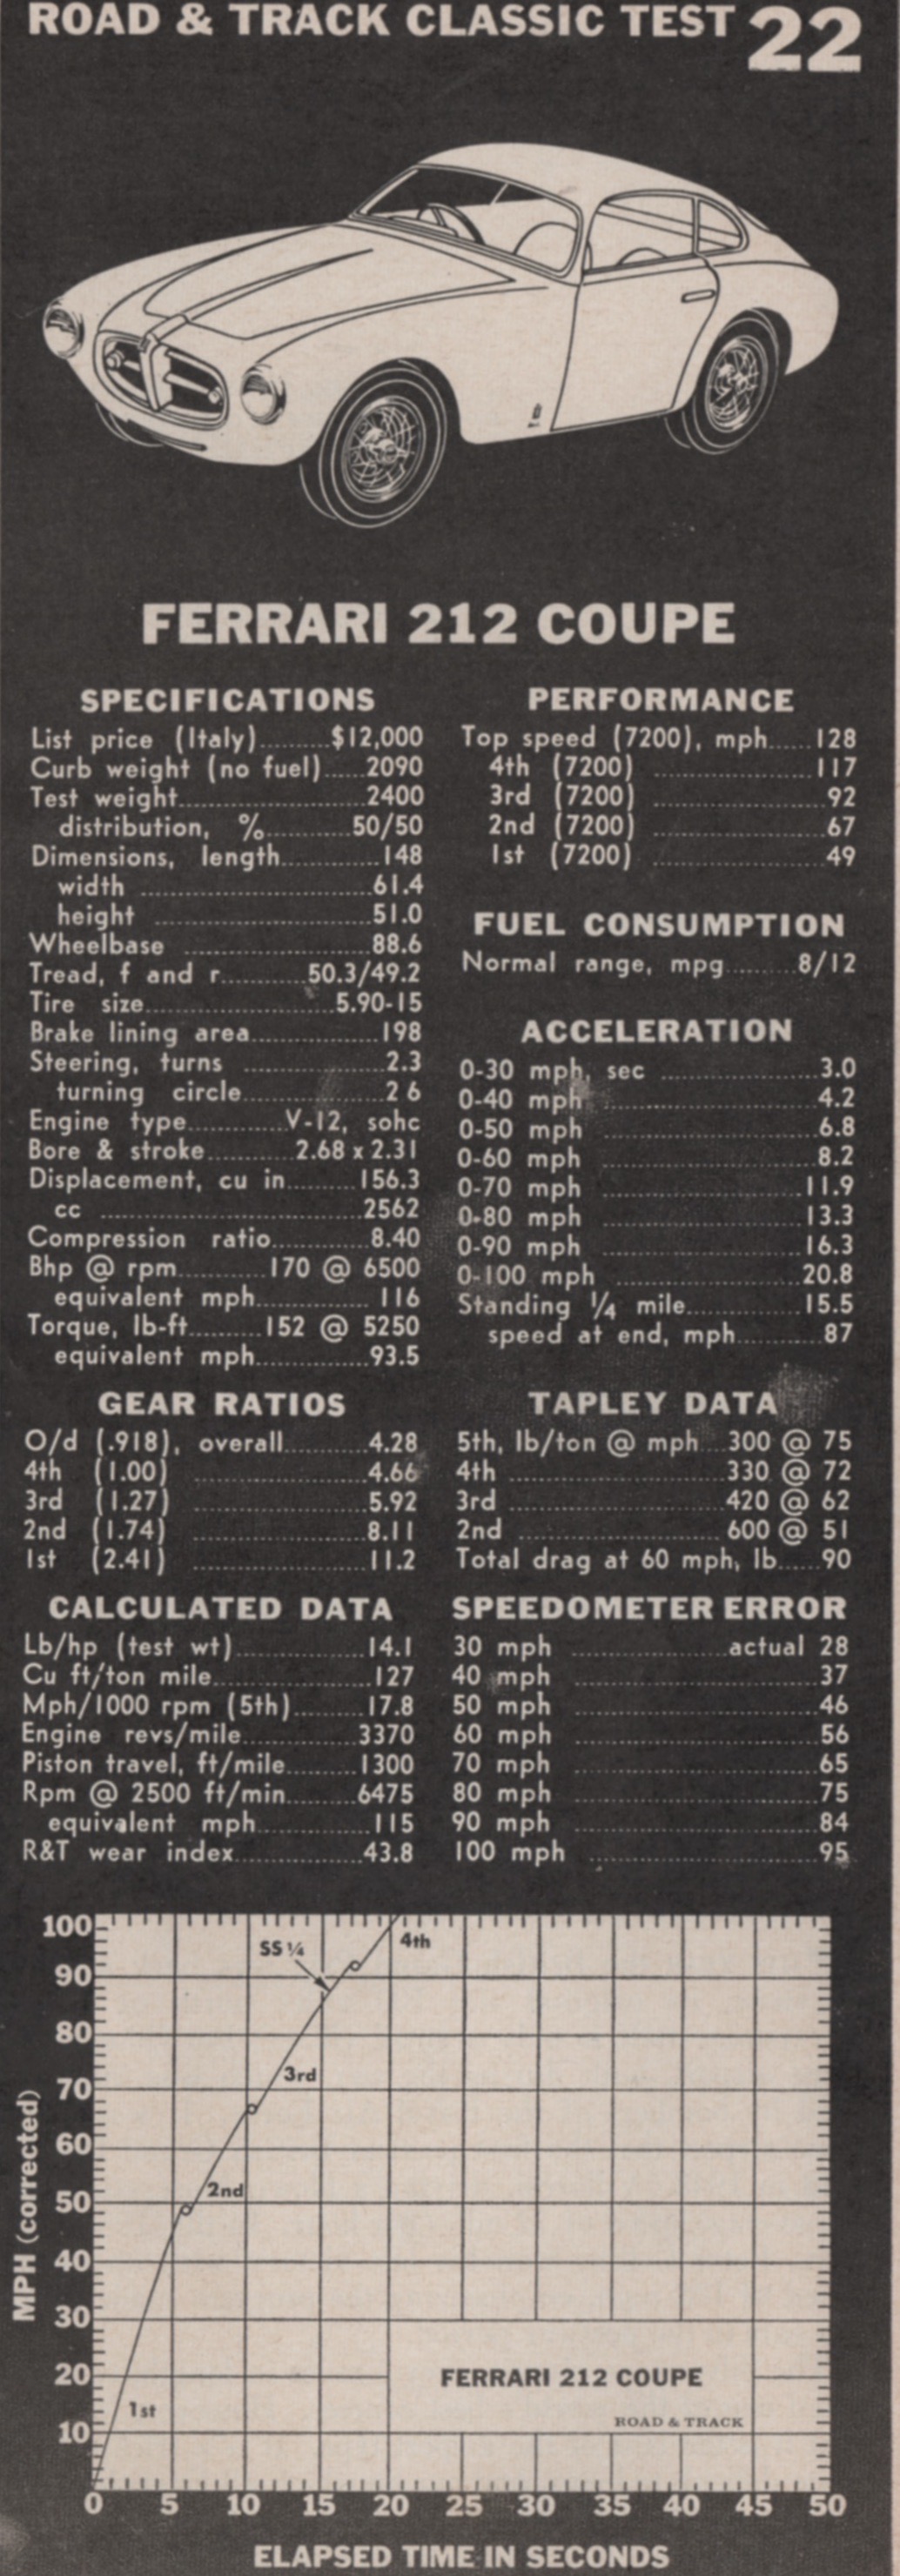 ROAD & TRACK CLASSIC TEST 22
FERRARI 212 COUPE
SPECIFICATIONS
List price (Italy).........$12,000
Curb weight (no fuel).....2090
Test weight.........2400
distribution, %.........50/50
Dimensions, length.........148
width .........61.4
height .........51.0
Wheelbase .........88.6
Tread, f and r.........50.3/49.2
Tire size.........5.90-15
Brake lining area.........198
Steering, turns .........2.3
turning circle.........2 6
Engine type.........V-12, sohc
Bore & stroke.........2.68 x 2.31
Displacement, cu in.........156.3
cc .........2562
Compression ratio.........8.40
Bhp @ rpm.........170 @ 6500
equivalent mph......... 116
Torque, lb-ft.........152 @ 5250
equivalent mph.........93.5
GEAR RATIOS
O/d (.918), overall.........4.28
4th (1.00) .........4.66
3rd (1.27) .........5.92
2nd (1.74) .........8.11
1st (2.41) .........11.2
CALCULATED DATA
Lb/hp (test wt).........14.1
Cu ft/ton mile.........127
Mph/1000 rpm (5th).........17.8
Engine revs/mile.........3370
Piston travel, ft/mile.........1300
Rpm @ 2500 ft/min.........6475
equivalent mph.........115
R&T wear index.........43.8
PERFORMANCE
Top speed (7200), mph.....128
4th (7200) .........117
3rd (7200) .........92
2nd (7200) .........67
1st (7200) .........49
FUEL CONSUMPTION
Normal range, mpg.........8/12
ACCELERATION
0-30 mph, sec .........3.0
0-40 mph .........4.2
0-50 mph .........6.8
0-60 mph .........8.2
0-70 mph .........11.9
0-80 mph .........13.3
0-90 mph .........16.3
0-100 mph .........20.8
Standing ¼ mile.........15.5
speed at end, mph.........87
TAPLEY DATA
5th, lb/ton @ mph...300 @ 75
4th .........330 @ 72
3rd .........420 @ 62
2nd ......... 600 @ 51
Total drag at 60 mph, lb.....90
SPEEDOMETER ERROR
30 mph .........actual 28
40 mph .........37
50 mph .........46
60 mph .........56
70 mph .........65
80 mph .........75
90 mph .........84
100 mph .........95
MPH (corrected)
100
90
80
70
60
50
40
30
20
10
SS ¼
4th
3rd
2nd
1st
FERRARI 212 COUPE
ROAD & TRACK
0 5 10 15 20 25 30 35 40 45 50
ELAPSED TIME IN SECONDS